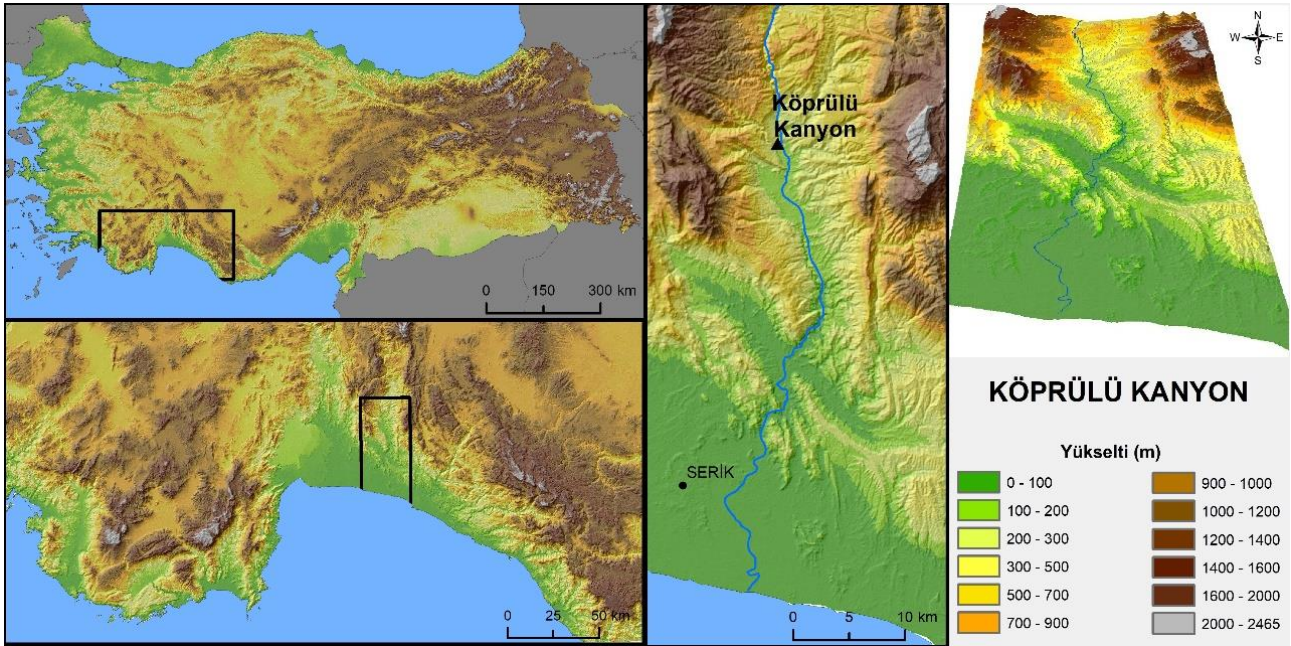 0 150 300 km
0 25 50 km
Köprülü
Kanyon
SERİK
0 5 10 km
N
W E
S
KÖPRÜLÜ KANYON
Yükselti (m)
0 - 100
100 - 200
200 - 300
300 - 500
500 - 700
700 - 900
900 - 1000
1000 - 1200
1200 - 1400
1400 - 1600
1600 - 2000
2000 - 2465